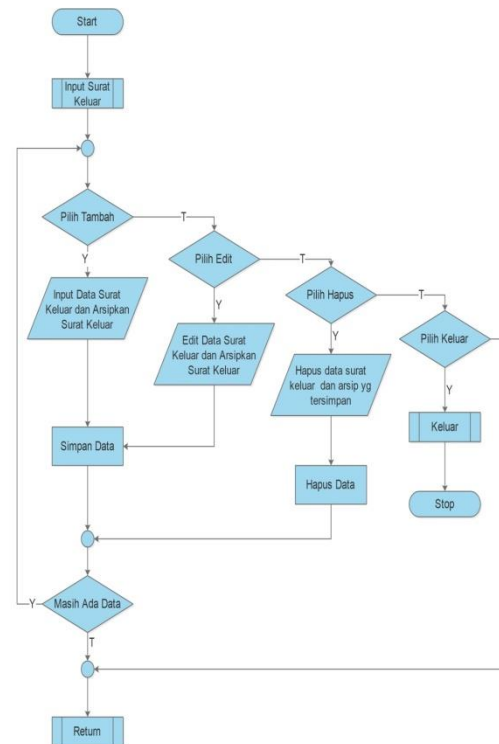 Start
Input Surat
Keluar
Pilih Tambah
T
Pilih Edit
T
Pilih Hapus
T
Pilih Keluar
Y
Input Data Surat
Keluar dan Arsipkan
Surat Keluar
Y
Edit Data Surat
Keluar dan Arsipkan
Surat Keluar
Y
Hapus data surat
keluar dan arsip yg
tersimpan
Y
Keluar
Simpan Data
Hapus Data
Stop
Y
Masih Ada Data
T
Return